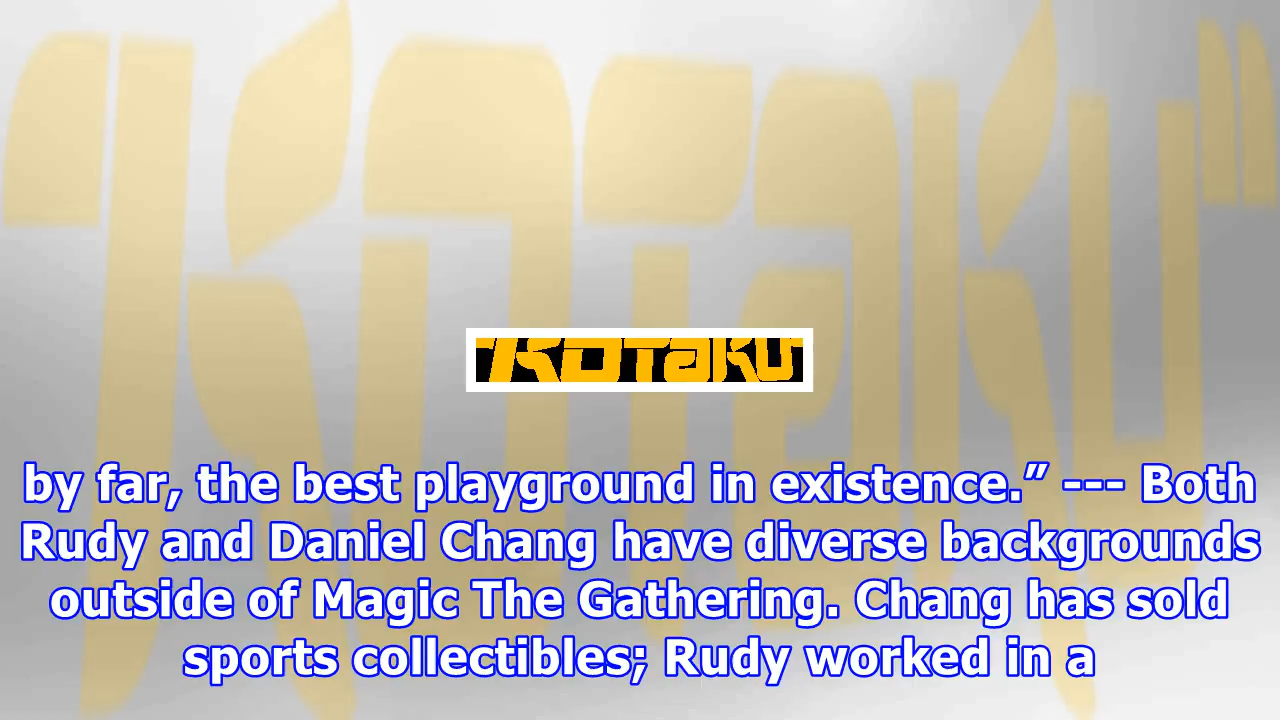 "KOTaKU"
"KOTaKU"
by far, the best playground in existence.” --- Both
Rudy and Daniel Chang have diverse backgrounds
outside of Magic The Gathering. Chang has sold
sports collectibles; Rudy worked in a